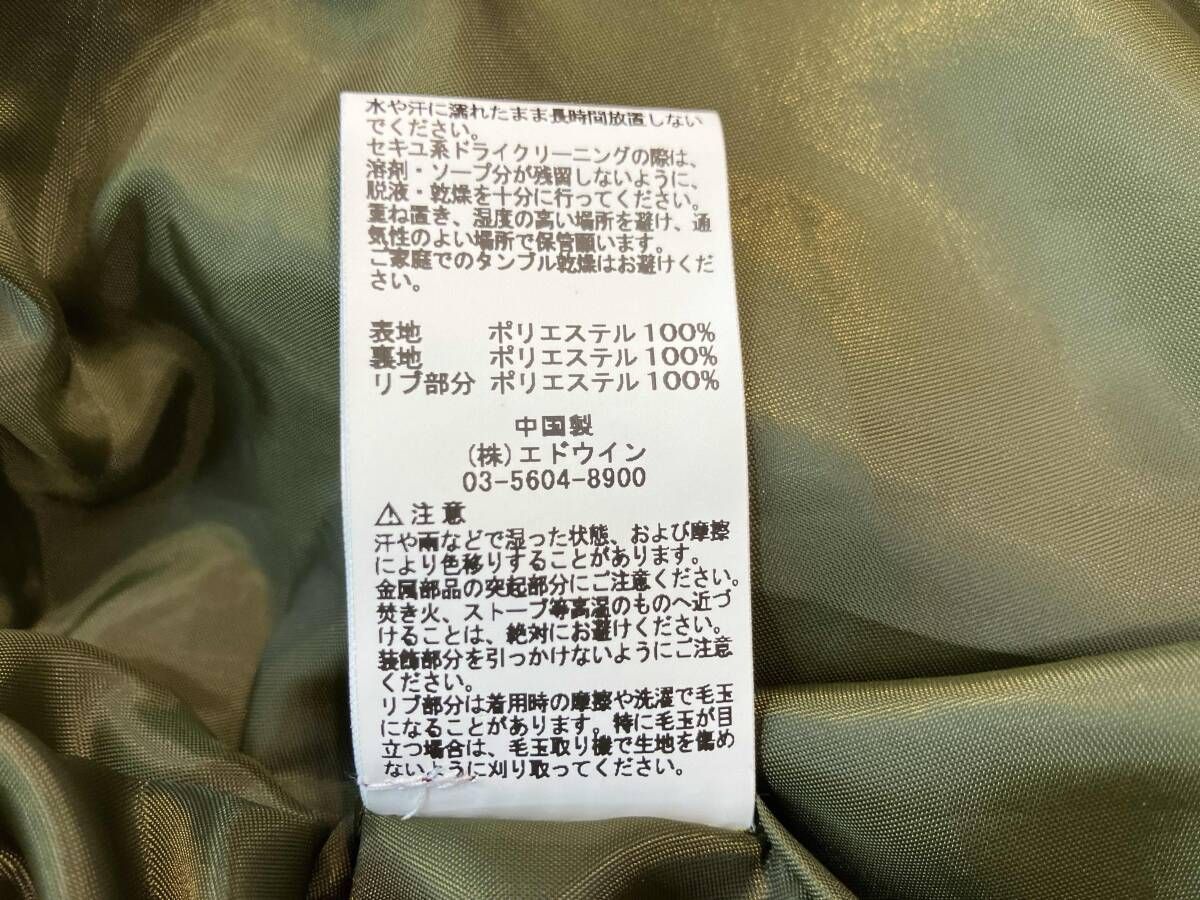 水や汗に濡れたまま長時間放置しない
でください。
セキユ系ドライクリーニングの際は、
溶剤・ソープ分が残留しないように、
脱液・乾燥を十分に行ってください。
重ね置き、湿度の高い場所を避け、通
気性のよい場所で保管願います。
ご家庭でのタンブル乾燥はお避けくだ
さい。
表地 ポリエステル100%
裏地 ポリエステル100%
リブ部分 ポリエステル100%
中国製
(株)エドウイン
03-5604-8900
⚠注意
汗や雨などで湿った状態、および摩擦
により色移りすることがあります。
金属部品の突起部分にご注意ください。
焚き火、ストーブ等高温のものへ近づ
けることは、絶対にお避けください。
装飾部分を引っかけないようにご注意
ください。
リブ部分は着用時の摩擦や洗濯で毛玉
になることがあります。特に毛玉が目
立つ場合は、毛玉取り機で生地を傷め
ないように刈り取ってください。